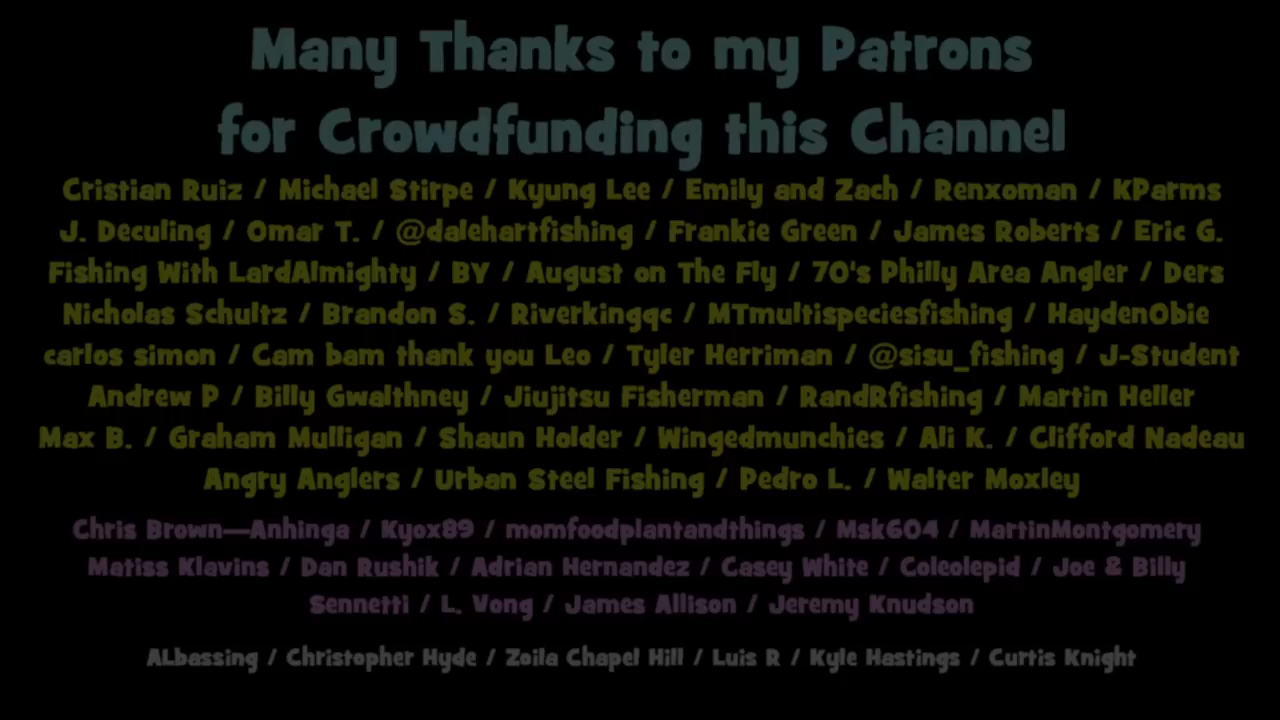 Many Thanks to my Patrons
for Crowdfunding this Channel
Cristian Ruiz / Michael Stirpe / Kyung Lee / Emily and Zach / Renxoman / KParms
J. Deculing / Omar T. / @dalehartfishing / Frankie Green / James Roberts / Eric G.
Fishing With LardAlmighty / BY / August on The Fly / 70's Philly Area Angler / Ders
Nicholas Schultz / Brandon S. / Riverkingqc / MTmultispeciesfishing / HaydenObie
carlos simon / Cam bam thank you Leo / Tyler Herriman / @sisu_fishing / J-Student
Andrew P / Billy Gwalthney / Jiujitsu Fisherman / RandRfishing / Martin Heller
Max B. / Graham Mulligan / Shaun Holder / Wingedmunchies / Ali K. / Clifford Nadeau
Angry Anglers / Urban Steel Fishing / Pedro L. / Walter Moxley
Chris Brown—Anhinga / Kyox89 / momfoodplantandthings / Msk604 / MartinMontgomery
Matiss Klavins / Dan Rushik / Adrian Hernandez / Casey White / Coleolepid / Joe & Billy
Sennetti / L. Vong / James Allison / Jeremy Knudson
ALbassing / Christopher Hyde / Zoila Chapel Hill / Luis R / Kyle Hastings / Curtis Knight